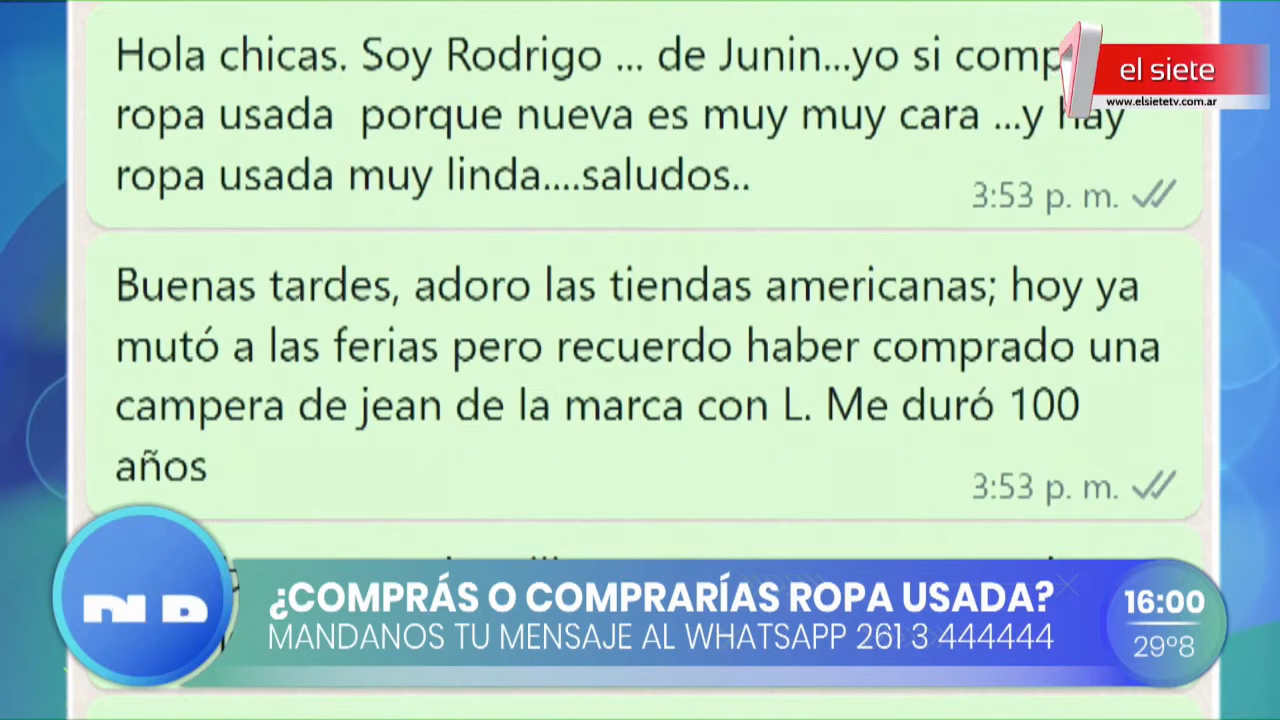 Hola chicas. Soy Rodrigo ... de Junin...yo si
ropa usada  porque nueva es muy muy cara ...y hay
ropa usada muy linda....saludos..
3:53 p. m.
el siete
www.elsietetv.com.ar
Buenas tardes, adoro las tiendas americanas; hoy ya
mutó a las ferias pero recuerdo haber comprado una
campera de jean de la marca con L. Me duró 100
años
3:53 p. m.
¿COMPRÁS O COMPRARÍAS ROPA USADA?
MANDANOS TU MENSAJE AL WHATSAPP 261 3 444444
16:00
29º8